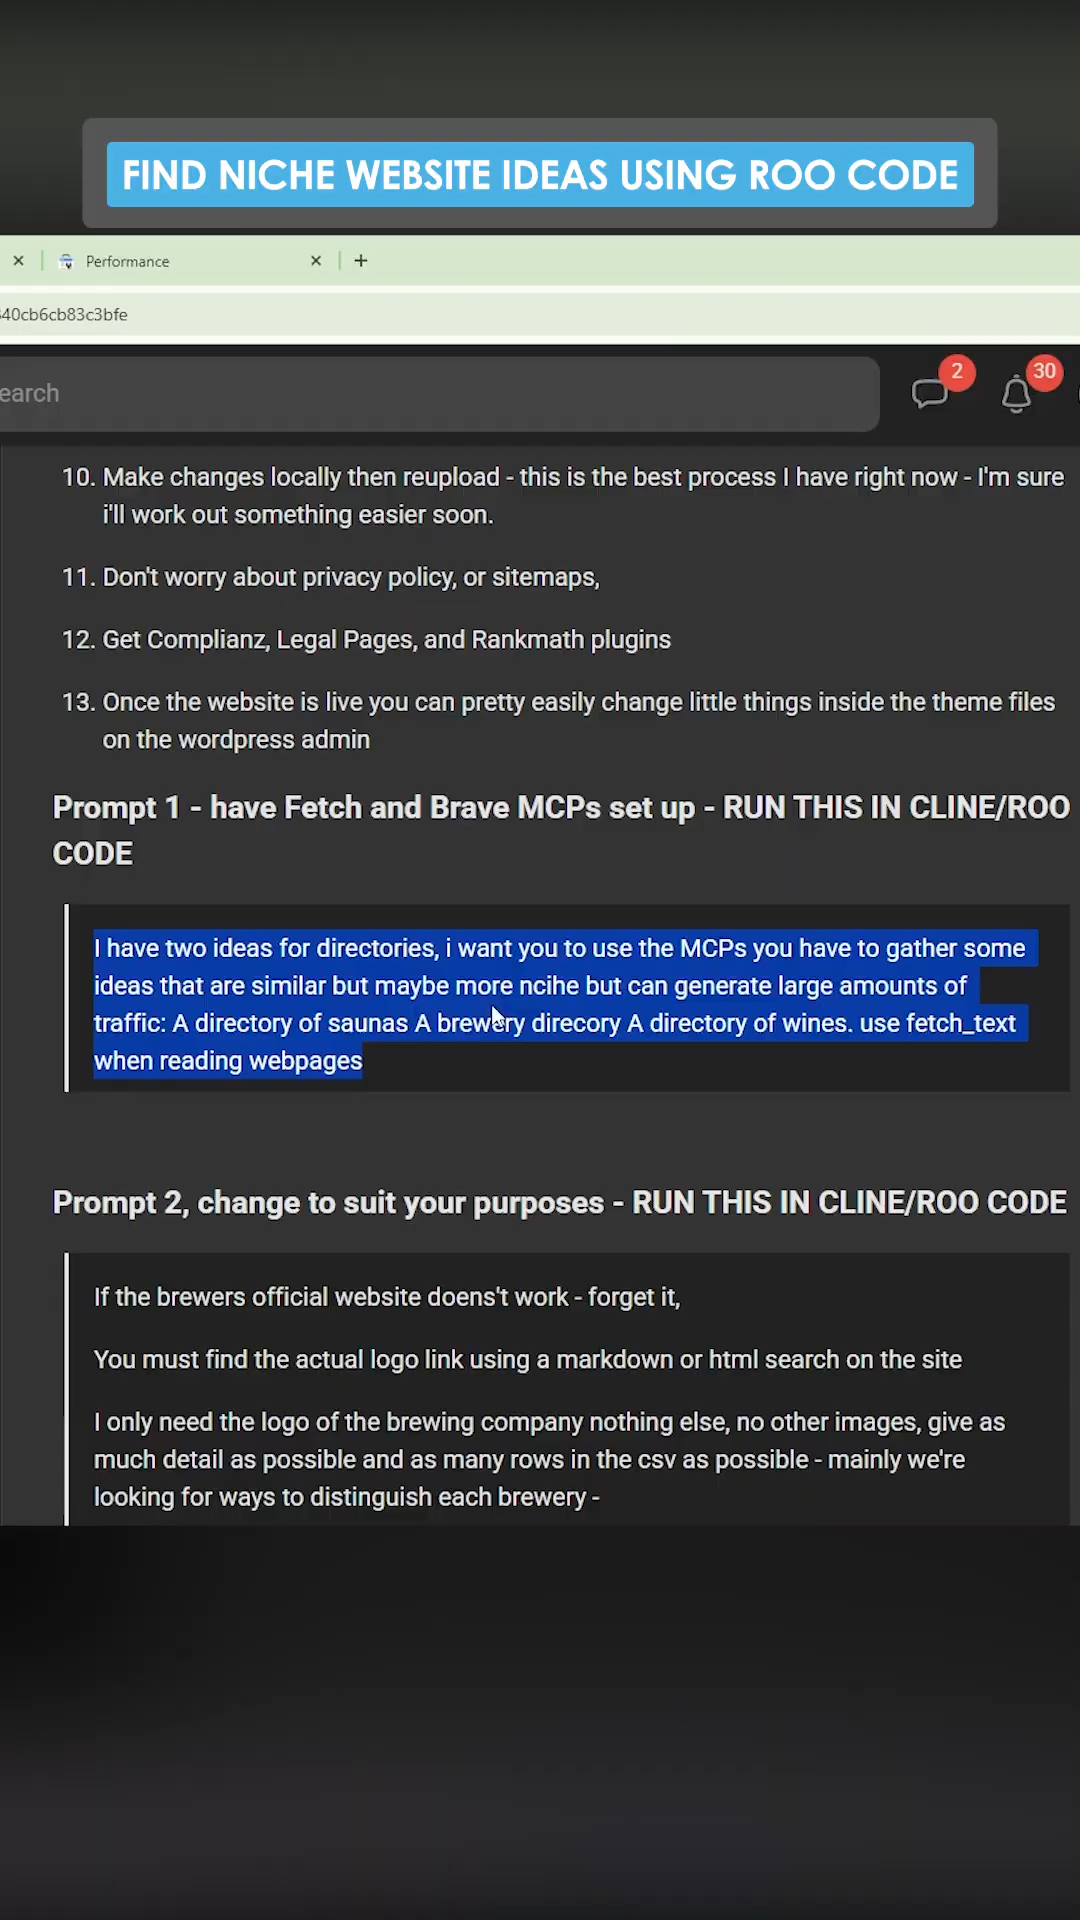 FIND NICHE WEBSITE IDEAS USING ROO CODE
Performance
40cb6cb83c3bfe
earch
2
30
10. Make changes locally then reupload - this is the best process I have right now - I'm sure
i'll work out something easier soon.
11. Don't worry about privacy policy, or sitemaps,
12. Get Complianz, Legal Pages, and Rankmath plugins
13. Once the website is live you can pretty easily change little things inside the theme files
on the wordpress admin
Prompt 1 - have Fetch and Brave MCPs set up - RUN THIS IN CLINE/ROO
CODE
I have two ideas for directories, i want you to use the MCPs you have to gather some
ideas that are similar but maybe more ncihe but can generate large amounts of
traffic: A directory of saunas A brewery direcory A directory of wines. use fetch_text
when reading webpages
Prompt 2, change to suit your purposes - RUN THIS IN CLINE/ROO CODE
If the brewers official website doens't work - forget it,
You must find the actual logo link using a markdown or html search on the site
I only need the logo of the brewing company nothing else, no other images, give as
much detail as possible and as many rows in the csv as possible - mainly we're
looking for ways to distinguish each brewery -